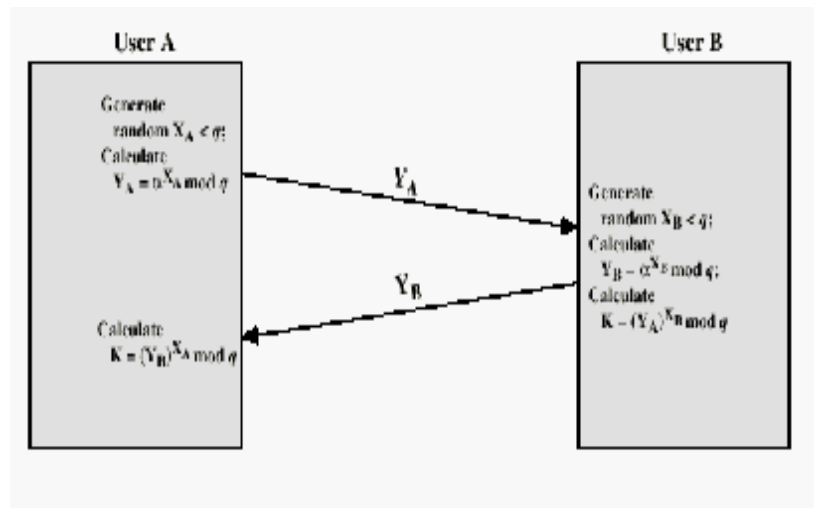 User A
User B
Generate
random X_A < q;
Calculate
Y_A = α^X_A mod q
Y_A
Generate
random X_B < q;
Calculate
Y_B = α^X_B mod q;
Calculate
K = (Y_A)^X_B mod q
Y_B
Calculate
K = (Y_B)^X_A mod q